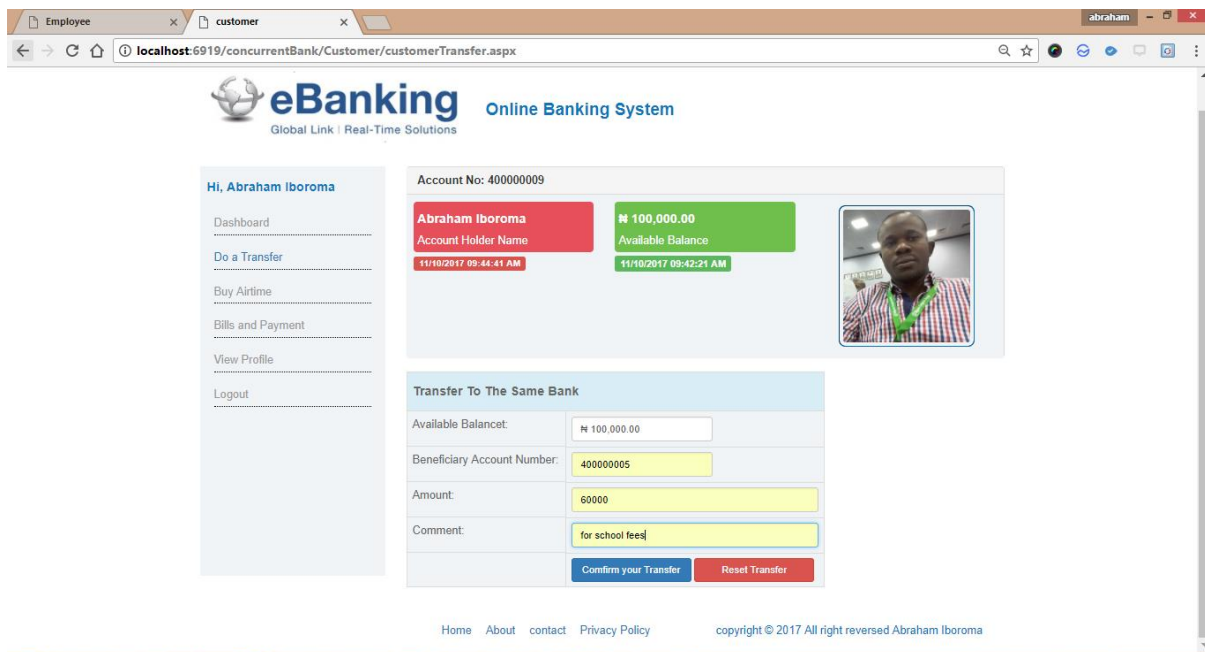 Employee
customer
abraham
localhost:6919/concurrentBank/Customer/customerTransfer.aspx
eBanking
Global Link | Real-Time Solutions
Online Banking System
Hi, Abraham Iboroma
Dashboard
Do a Transfer
Buy Airtime
Bills and Payment
View Profile
Logout
Account No: 400000009
Abraham Iboroma
Account Holder Name
11/10/2017 09:44:41 AM
₦ 100,000.00
Available Balance
11/10/2017 09:42:21 AM
Transfer To The Same Bank
Available Balancet: ₦ 100,000.00
Beneficiary Account Number: 400000005
Amount: 60000
Comment: for school fees
Comfirm your Transfer Reset Transfer
Home About contact Privacy Policy copyright © 2017 All right reversed Abraham Iboroma